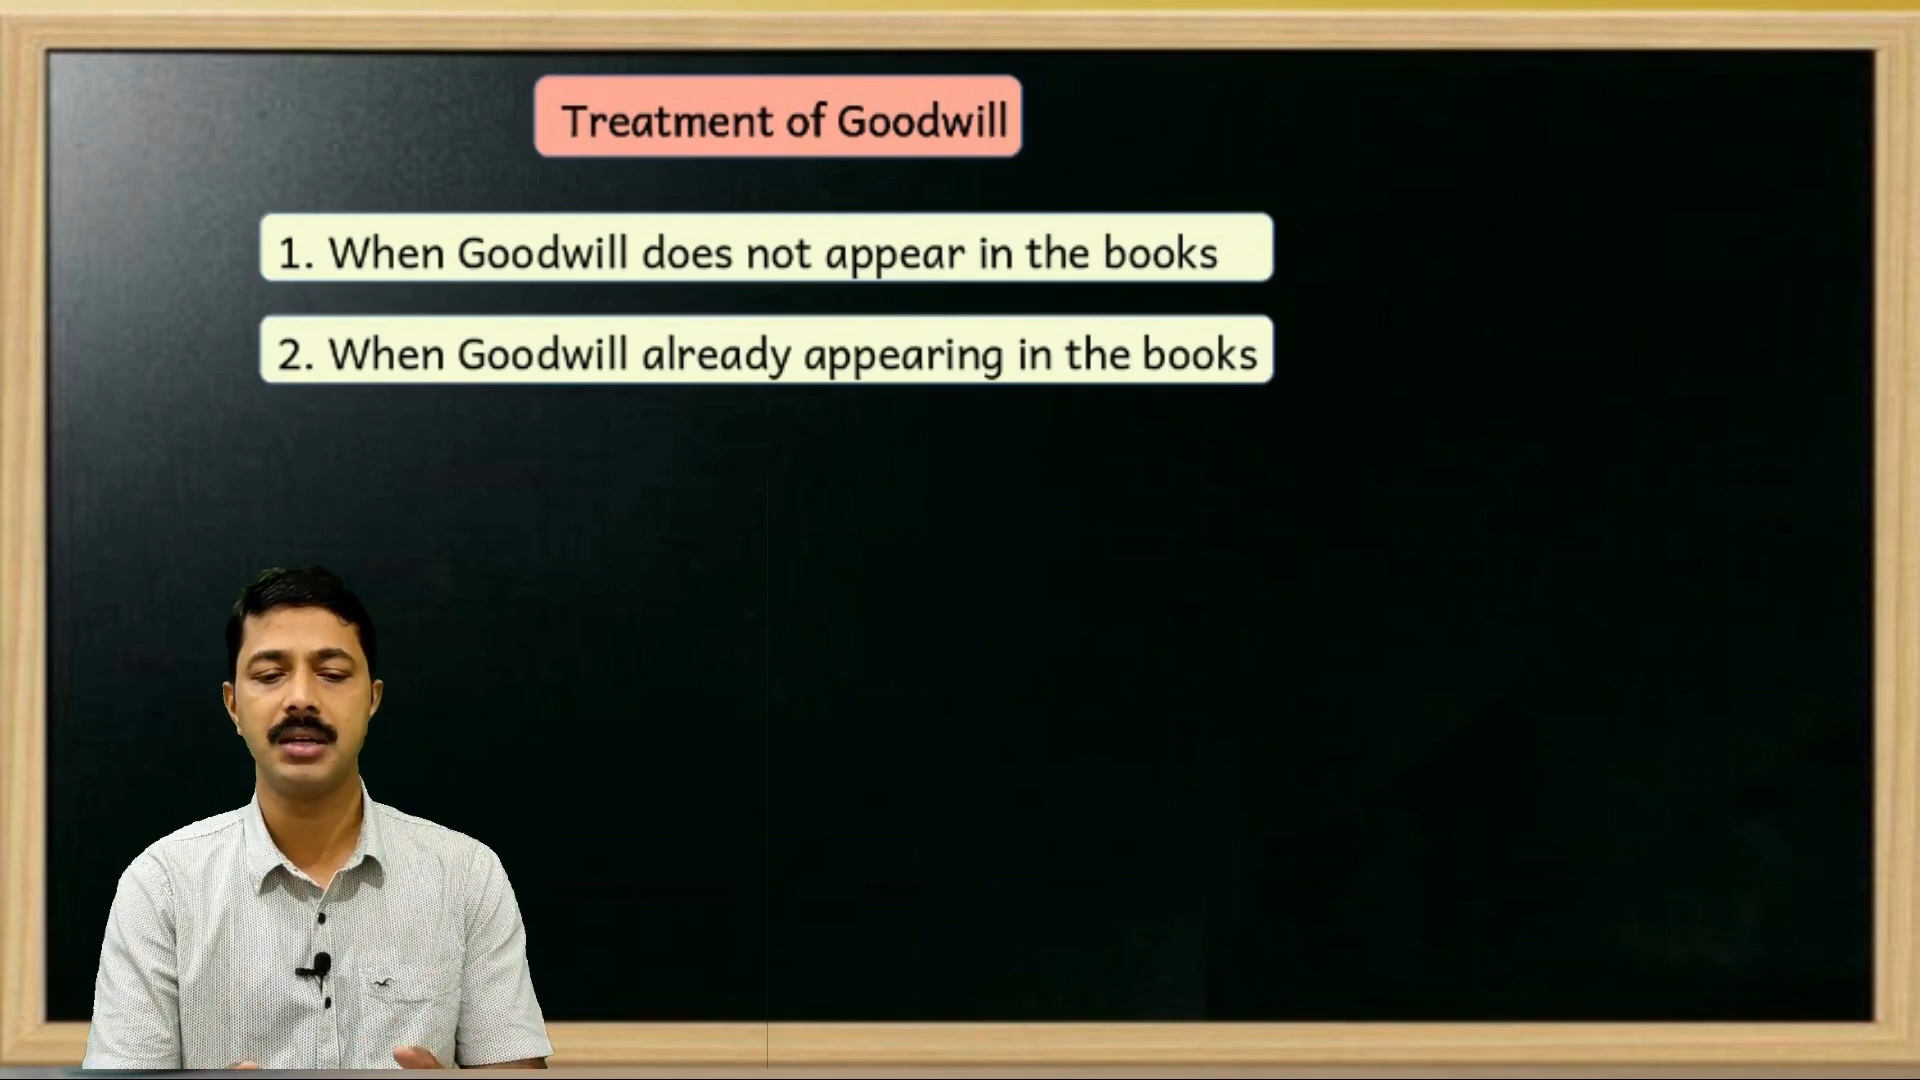 Treatment of Goodwill
1. When Goodwill does not appear in the books
2. When Goodwill already appearing in the books